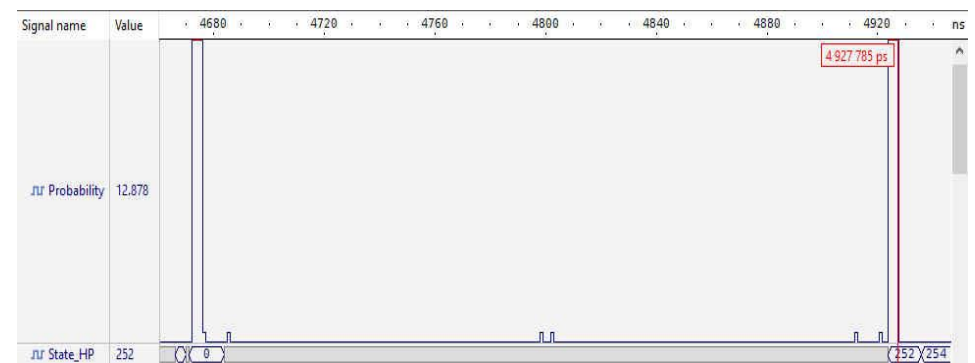 Signal name Value 4680 4720 4760 4800 4840 4880 4920 ns
4 927 785 ps
Probability 12.878
State_HP 252 0 252 254